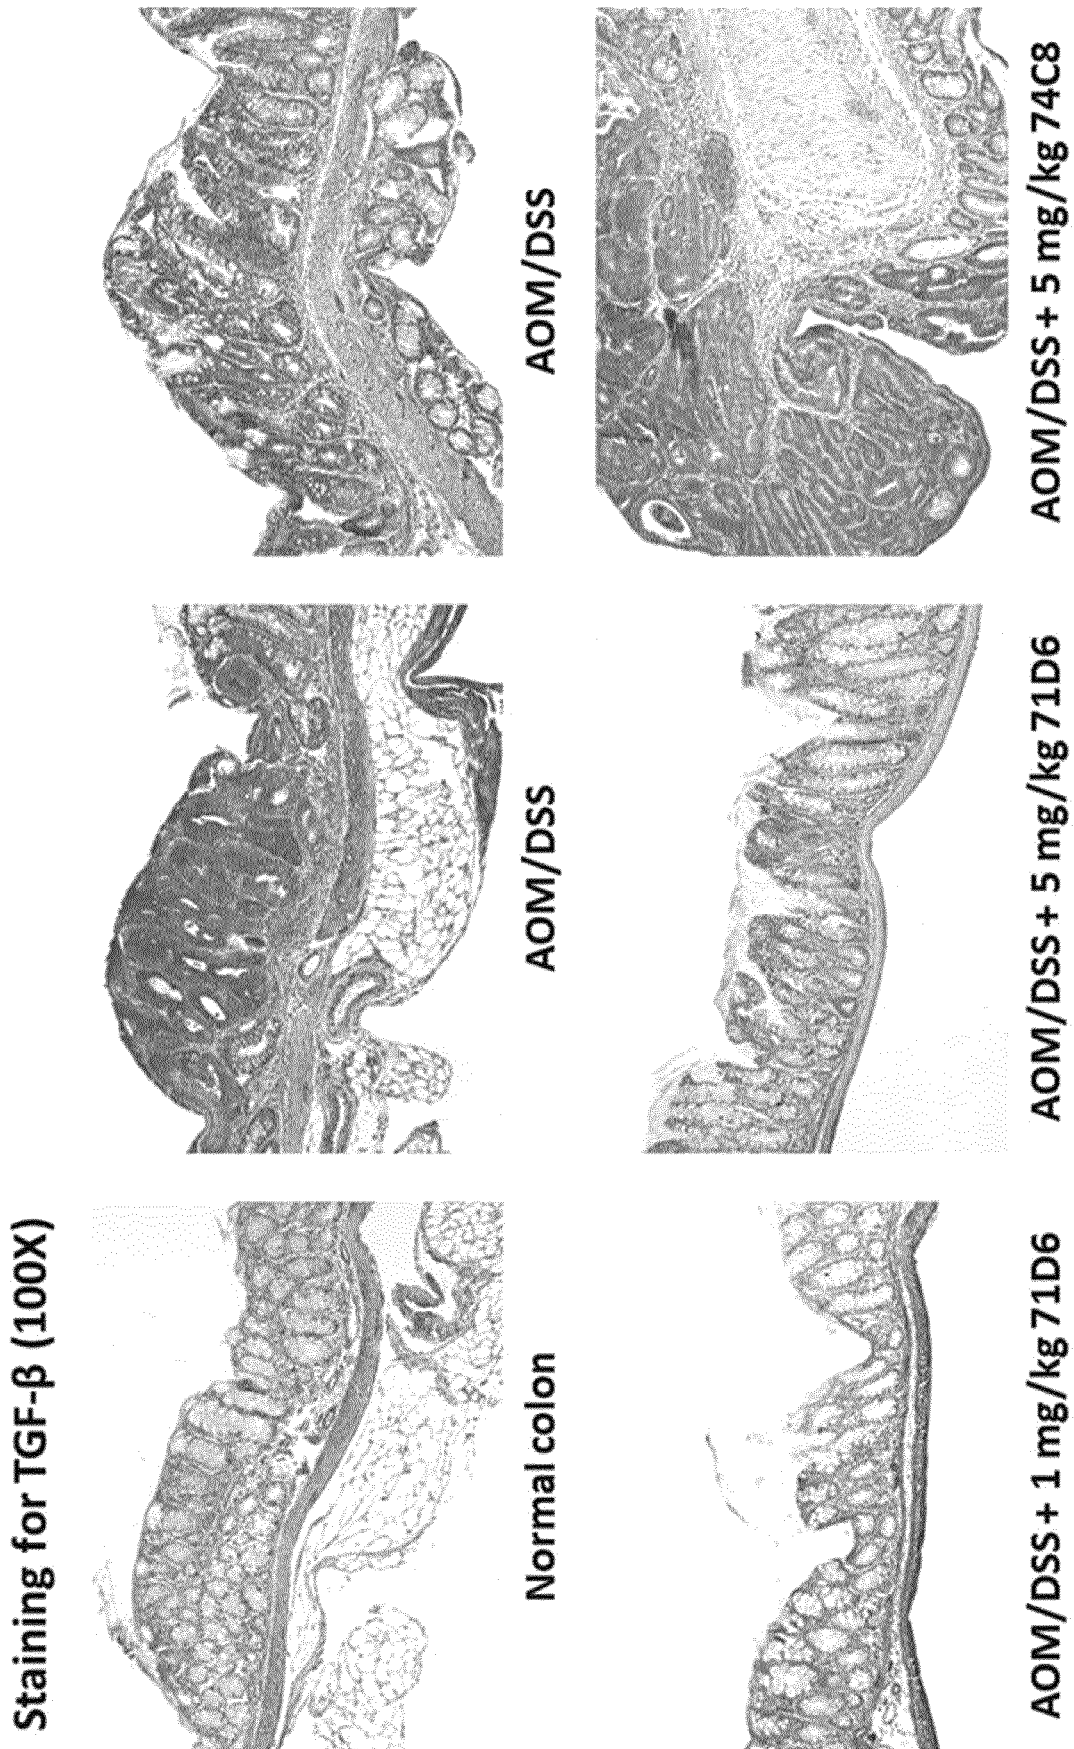 Staining for TGF-β (100X)
Normal colon
AOM/DSS
AOM/DSS
AOM/DSS + 1 mg/kg 71D6
AOM/DSS + 5 mg/kg 71D6
AOM/DSS + 5 mg/kg 74C8